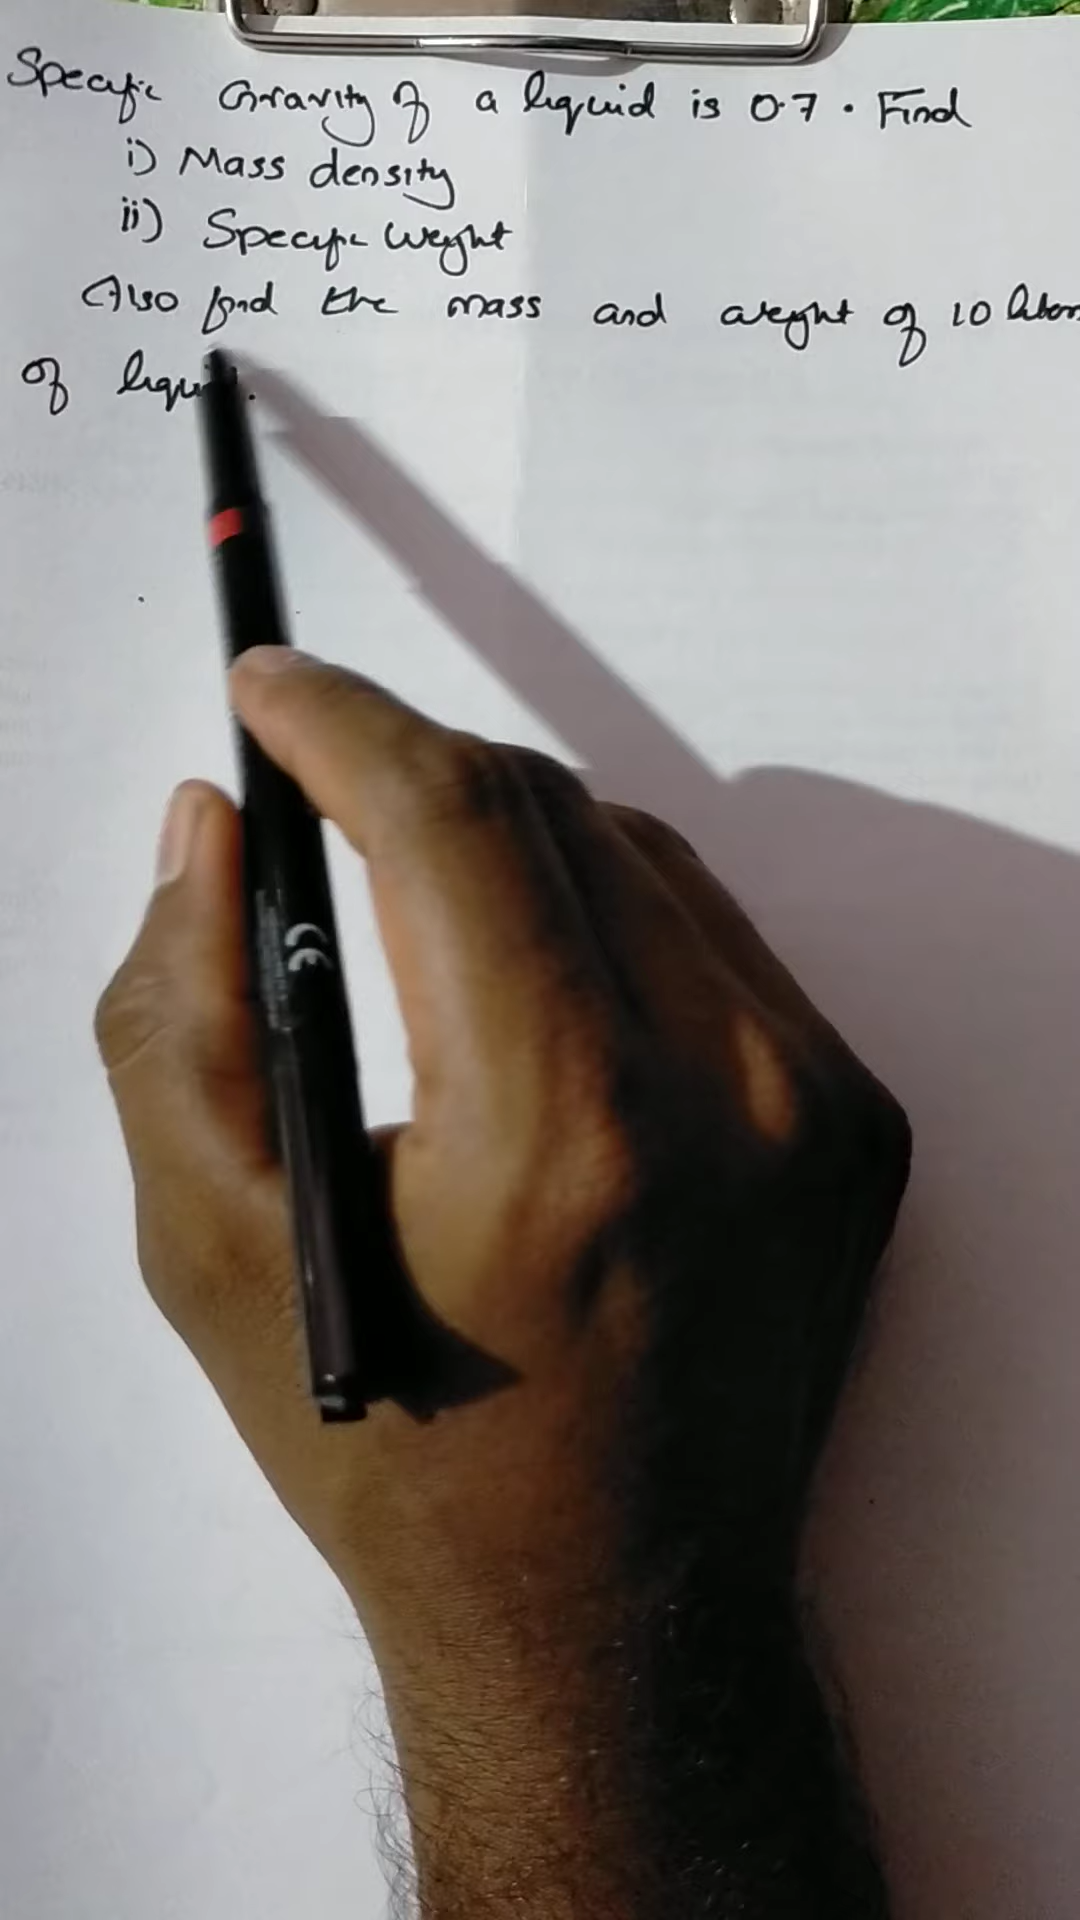 Specific Gravity of a liquid is 0.7. Find
i) Mass density
ii) Specific Weight
Also find the mass and weight of 10
of
CE